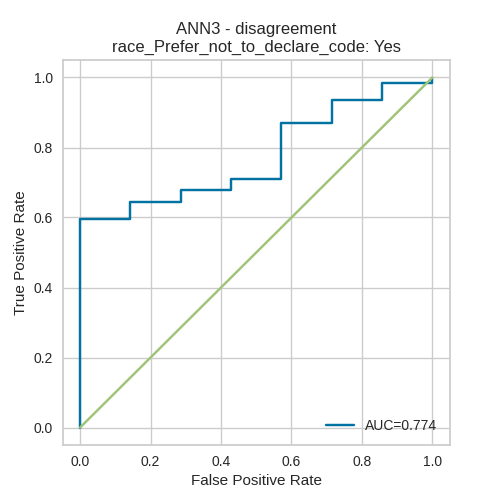 ANN3 - disagreement
race_Prefer_not_to_declare_code: Yes
1.0
0.8
0.6
0.4
0.2
0.0
True Positive Rate
AUC=0.774
0.0 0.2 0.4 0.6 0.8 1.0
False Positive Rate